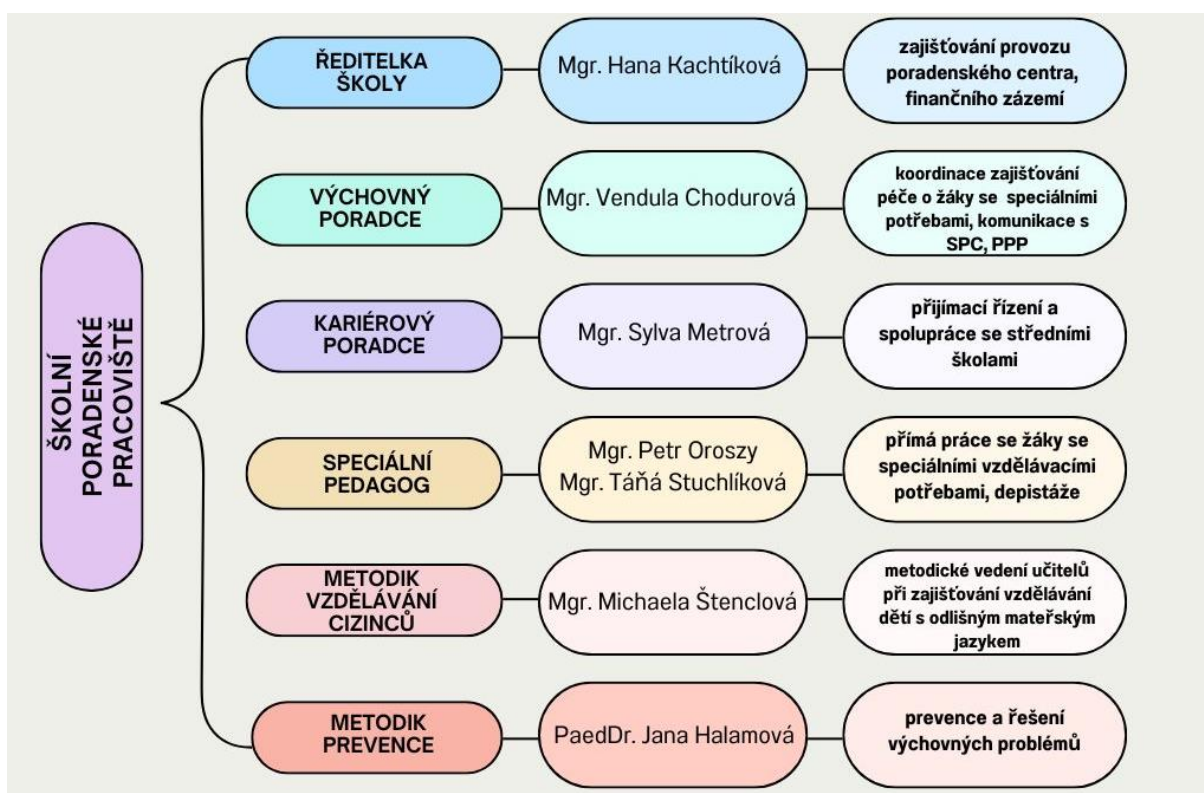 ŠKOLNÍ
PORADENSKÉ
PRACOVIŠTĚ
ŘEDITELKA
ŠKOLY
Mgr. Hana Kachtíková
zajišťování provozu
poradenského centra,
finančního zázemí
VÝCHOVNÝ
PORADCE
Mgr. Vendula Chodurová
koordinace zajišťování
péče o žáky se speciálními
potřebami, komunikace s
SPC, PPP
KARIÉROVÝ
PORADCE
Mgr. Sylva Metrová
přijímací řízení a
spolupráce se středními
školami
SPECIÁLNÍ
PEDAGOG
Mgr. Petr Oroszy
Mgr. Táňá Stuchlíková
přímá práce se žáky se
speciálními vzdělávacími
potřebami, depistáže
METODIK
VZDĚLÁVÁNÍ
CIZINCŮ
Mgr. Michaela Štenclová
metodické vedení učitelů
při zajišťování vzdělávání
dětí s odlišným mateřským
jazykem
METODIK
PREVENCE
PaedDr. Jana Halamová
prevence a řešení
výchovných problémů